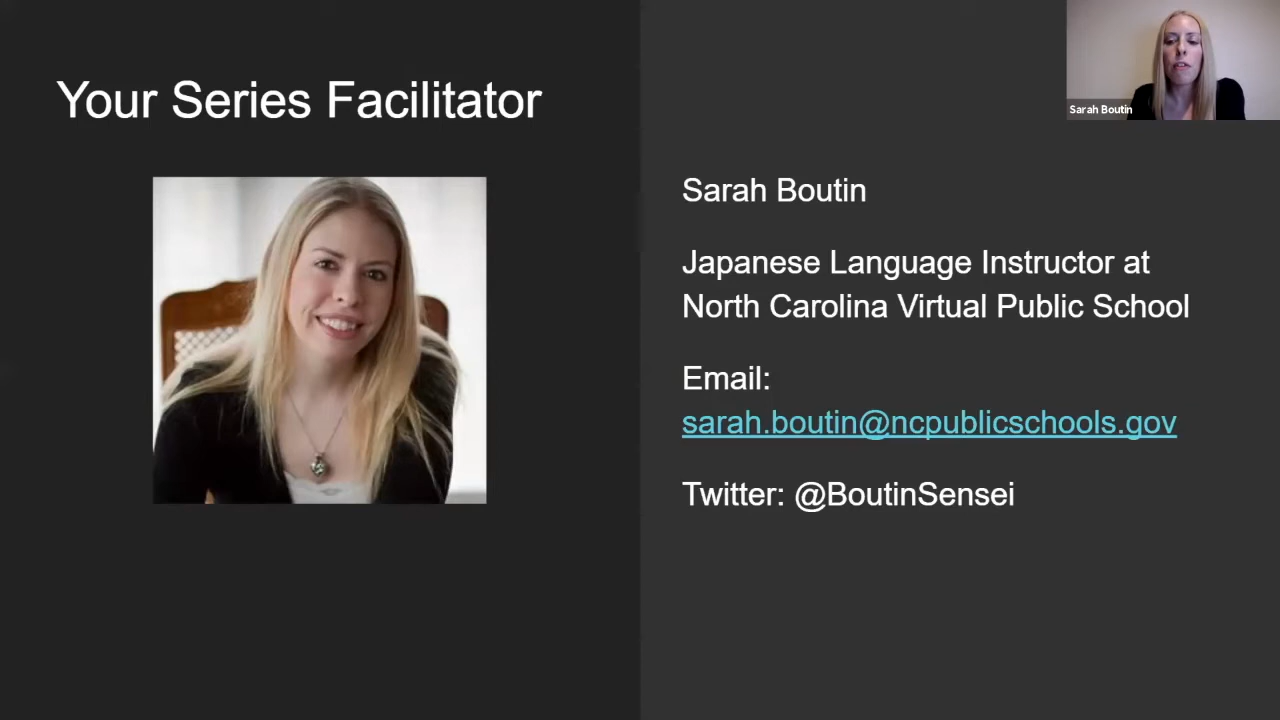 Your Series Facilitator
Sarah Boutin
Sarah Boutin
Japanese Language Instructor at
North Carolina Virtual Public School
Email:
sarah.boutin@ncpublicschools.gov
Twitter: @BoutinSensei